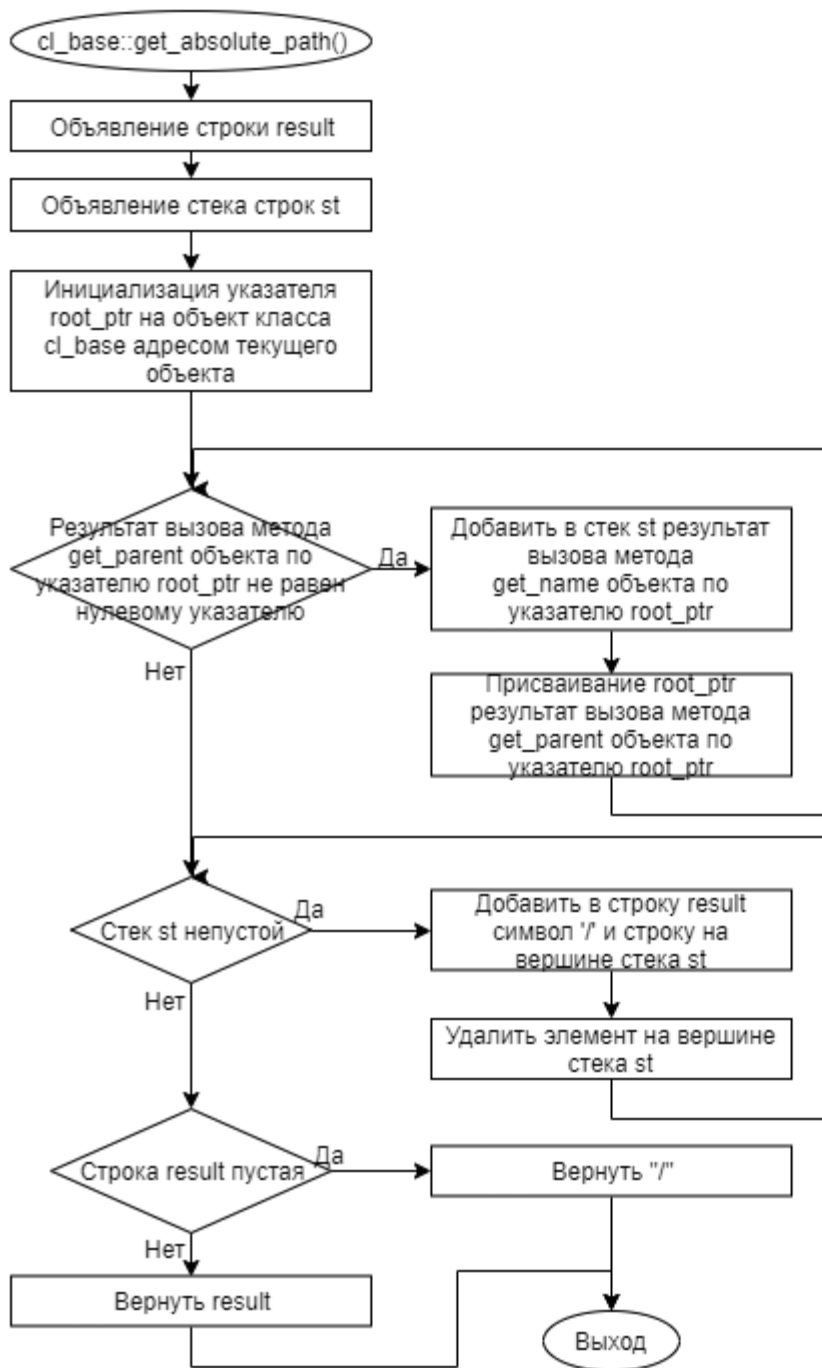 cl_base::get_absolute_path()
Объявление строки result
Объявление стека строк st
Инициализация указателя
root_ptr на объект класса
cl_base адресом текущего
объекта
Результат вызова метода
get_parent объекта по
указателю root_ptr не равен
нулевому указателю
Да
Добавить в стек st результат
вызова метода
get_name объекта по
указателю root_ptr
Нет
Присваивание root_ptr
результат вызова метода
get_parent объекта по
указателю root_ptr
Стек st непустой
Да
Добавить в строку result
символ '/' и строку на
вершине стека st
Нет
Удалить элемент на вершине
стека st
Строка result пустая
Да
Вернуть "/"
Нет
Вернуть result
Выход